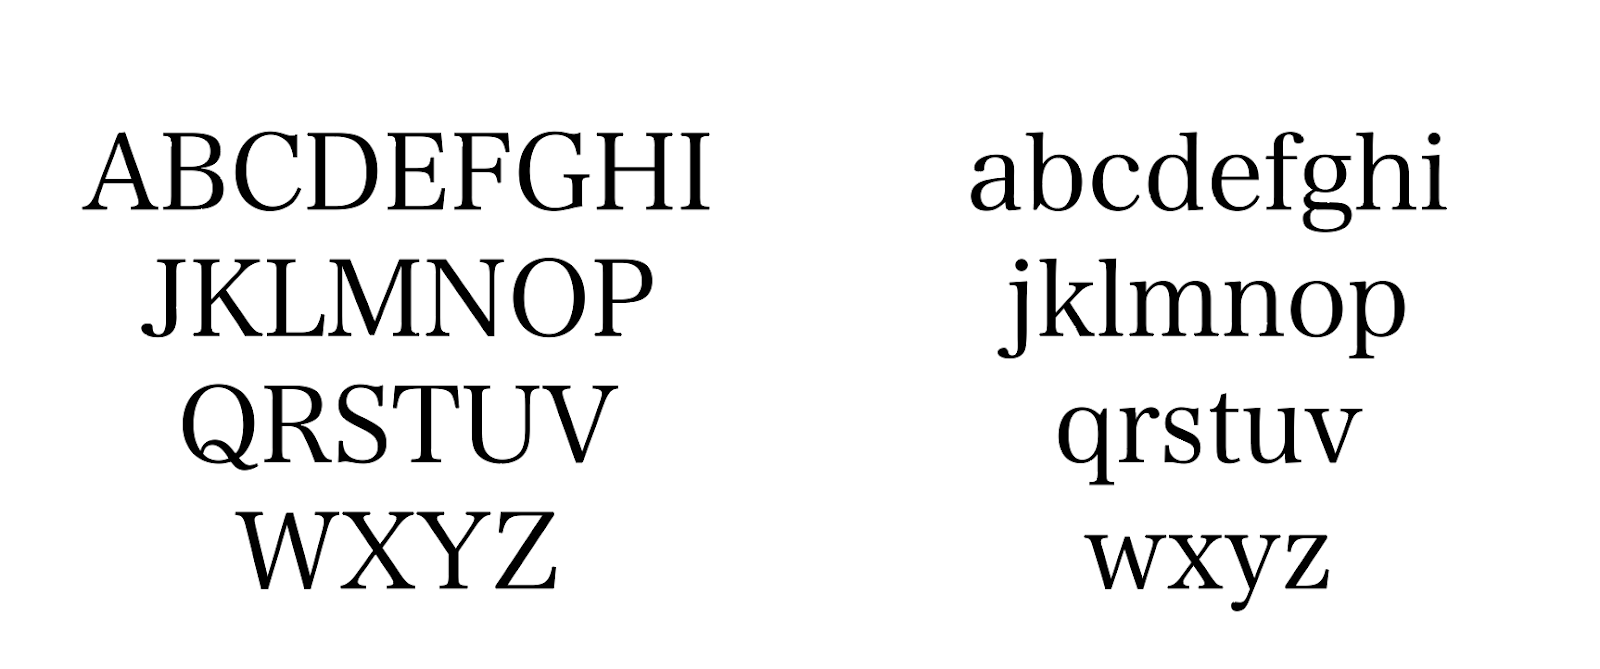 ABCDEFGHI
JKLMNOP
QRSTUV
WXYZ
abcdefghi
jklmnop
qrstuv
wxyz